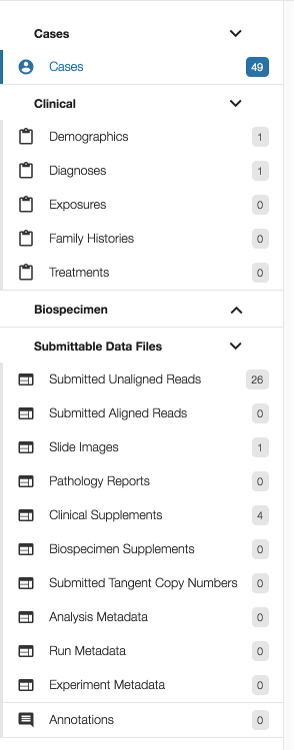 Cases
Cases 49
Clinical
Demographics 1
Diagnoses 1
Exposures 0
Family Histories 0
Treatments 0
Biospecimen
Submittable Data Files
Submitted Unaligned Reads 26
Submitted Aligned Reads 0
Slide Images 1
Pathology Reports 0
Clinical Supplements 4
Biospecimen Supplements 0
Submitted Tangent Copy Numbers 0
Analysis Metadata 0
Run Metadata 0
Experiment Metadata 0
Annotations 0